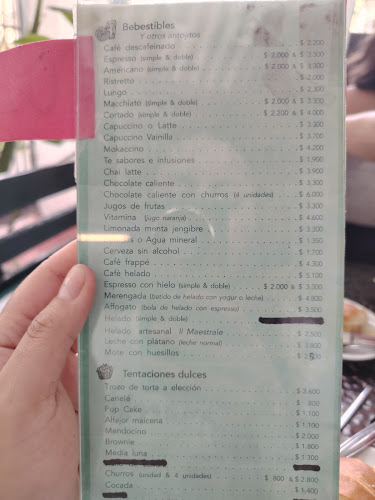 Bebestibles
Y otros antojitos
Café descafeinado $ 2.200
Espresso (simple & doble) $ 2.000 & $ 3.300
Americano (simple & doble) $ 2.000 & $ 3.300
Ristretto $ 2.000
Lungo $ 2.300
Macchiato (simple & doble) $ 2.000 & $ 3.300
Cortado (simple & doble) $ 2.200 & $ 4.000
Capuccino o Latte $ 3.300
Capuccino Vainilla $ 3.700
Mokaccino $ 4.200
Te sabores e infusiones $ 1.900
Chai latte $ 3.900
Chocolate caliente $ 3.300
Chocolate caliente con churros (4 unidades) $ 6.000
Jugos de frutas $ 3.300
Vitamina (jugo naranja) $ 4.600
Limonada menta jengibre $ 3.300
s o Agua mineral $ 1.350
Cerveza sin alcohol $ 1.700
Café frappé $ 4.300
Café helado $ 5.100
Espresso con hielo (simple & doble) $ 2.000 & $ 3.300
Merengada (batido de helado con yogur o leche) $ 4.800
Affogato (bola de helado con espresso) $ 3.500
Helado (simple & doble)
Helado artesanal Il Maestrale $ 2.500
Leche con plátano (leche normal) $ 3.800
Mote con huesillos
Tentaciones dulces
Trozo de torta a elección $ 3.600
Canelé $ 800
Pup Cake $ 1.100
Alfajor maicena $ 1.100
Mendocino $ 2.000
Brownie $ 1.800
Media luna $ 1.300
Churros (unidad & 4 unidades) $ 800 & $ 2.800
Cocada $ 1.400